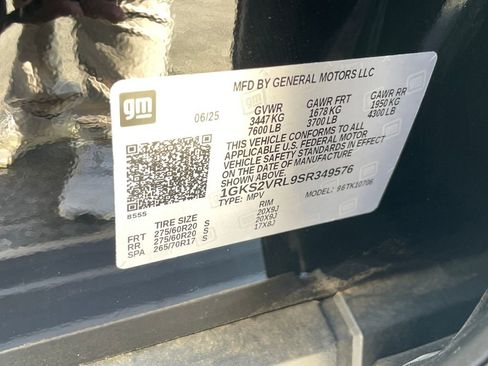 MFD BY GENERAL MOTORS LLC
gm
06/25
GVWR GAWR FRT GAWR RR
3447 KG 1678 KG 1950 KG
7600 LB 3700 LB 4300 LB
THIS VEHICLE CONFORMS TO ALL
APPLICABLE U.S. FEDERAL MOTOR
VEHICLE SAFETY STANDARDS IN EFFECT
ON THE DATE OF MANUFACTURE
SHOWN ABOVE.
1GKS2VRL9SR349576
TYPE: MPV MODEL: 96TK10706
8555
TIRE SIZE RIM
FRT 275/60R20 S 20X9J
RR 275/60R20 S 20X9J
SPA 265/70R17 S 17X8J